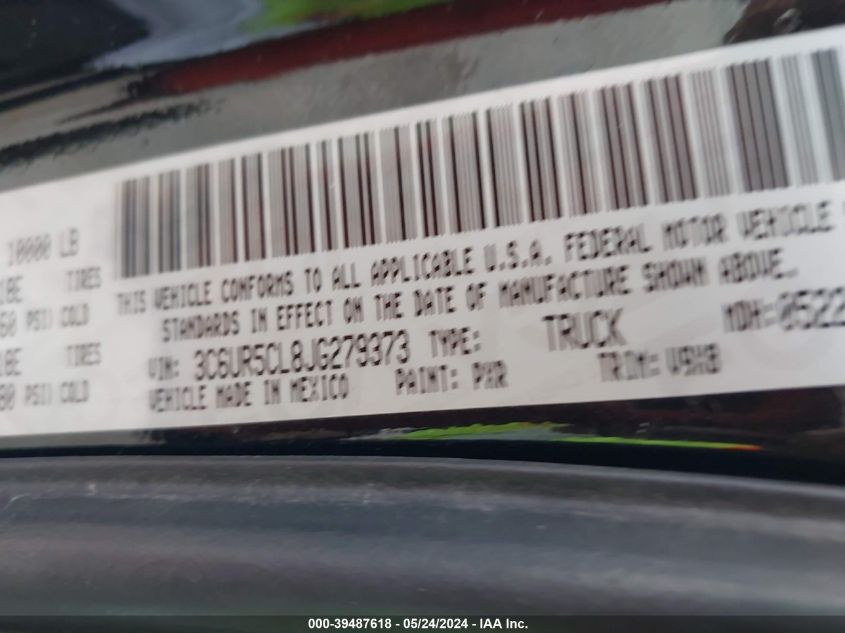 10000 LB
TIRES
PSI) COLD
TIRES
PSI) COLD
THIS VEHICLE CONFORMS TO ALL APPLICABLE U.S.A. FEDERAL MOTOR VEHICLE
STANDARDS IN EFFECT ON THE DATE OF MANUFACTURE SHOWN ABOVE.
VIN: 3C6UR5CL8JG279373 TYPE: TRUCK MDH: 0522
VEHICLE MADE IN MEXICO PAINT: PXR TRIM: V9X8
000-39487618 - 05/24/2024 - IAA Inc.